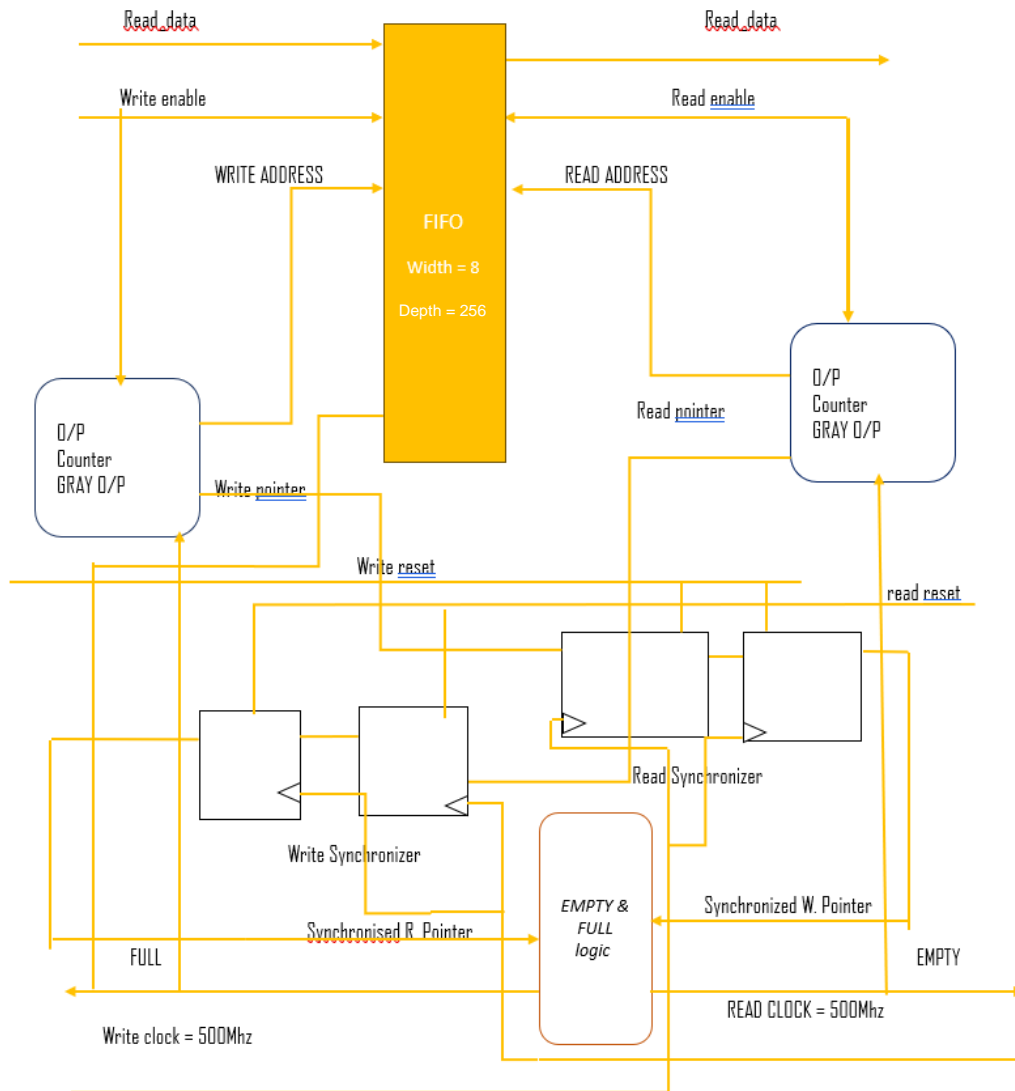 Read_data
Read_data
Write enable
Read enable
WRITE ADDRESS
READ ADDRESS
FIFO
Width = 8
Depth = 256
O/P
Counter
GRAY O/P
O/P
Counter
GRAY O/P
Read pointer
Write pointer
Write reset
read reset
Read Synchronizer
Write Synchronizer
EMPTY &
FULL
logic
Synchronized W. Pointer
Synchronised R. Pointer
FULL
EMPTY
READ CLOCK = 500Mhz
Write clock = 500Mhz